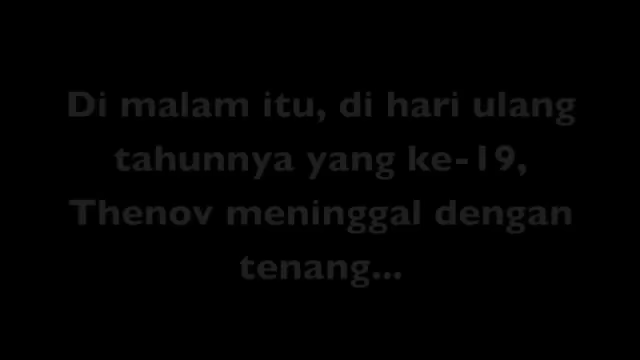 Di malam itu, di hari ulang
tahunnya yang ke-19,
Thenov meninggal dengan
tenang...